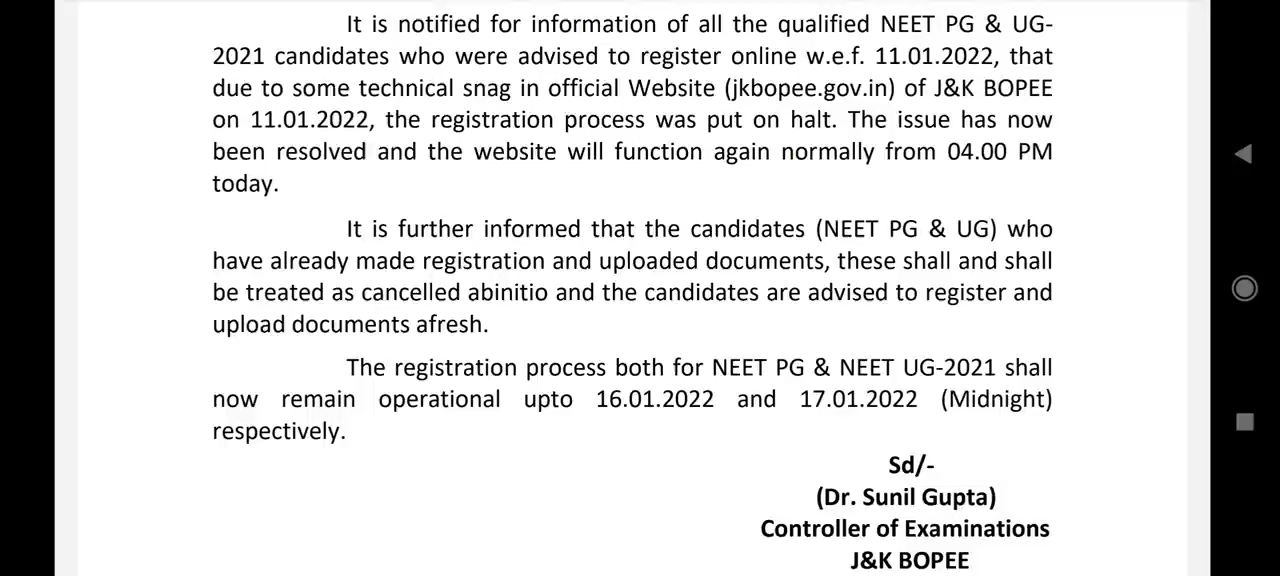 It is notified for information of all the qualified NEET PG & UG-
2021 candidates who were advised to register online w.e.f. 11.01.2022, that
due to some technical snag in official Website (jkbopee.gov.in) of J&K BOPEE
on 11.01.2022, the registration process was put on halt. The issue has now
been resolved and the website will function again normally from 04.00 PM
today.
It is further informed that the candidates (NEET PG & UG) who
have already made registration and uploaded documents, these shall and shall
be treated as cancelled abinitio and the candidates are advised to register and
upload documents afresh.
The registration process both for NEET PG & NEET UG-2021 shall
now remain operational upto 16.01.2022 and 17.01.2022 (Midnight)
respectively.
Sd/-
(Dr. Sunil Gupta)
Controller of Examinations
J&K BOPEE